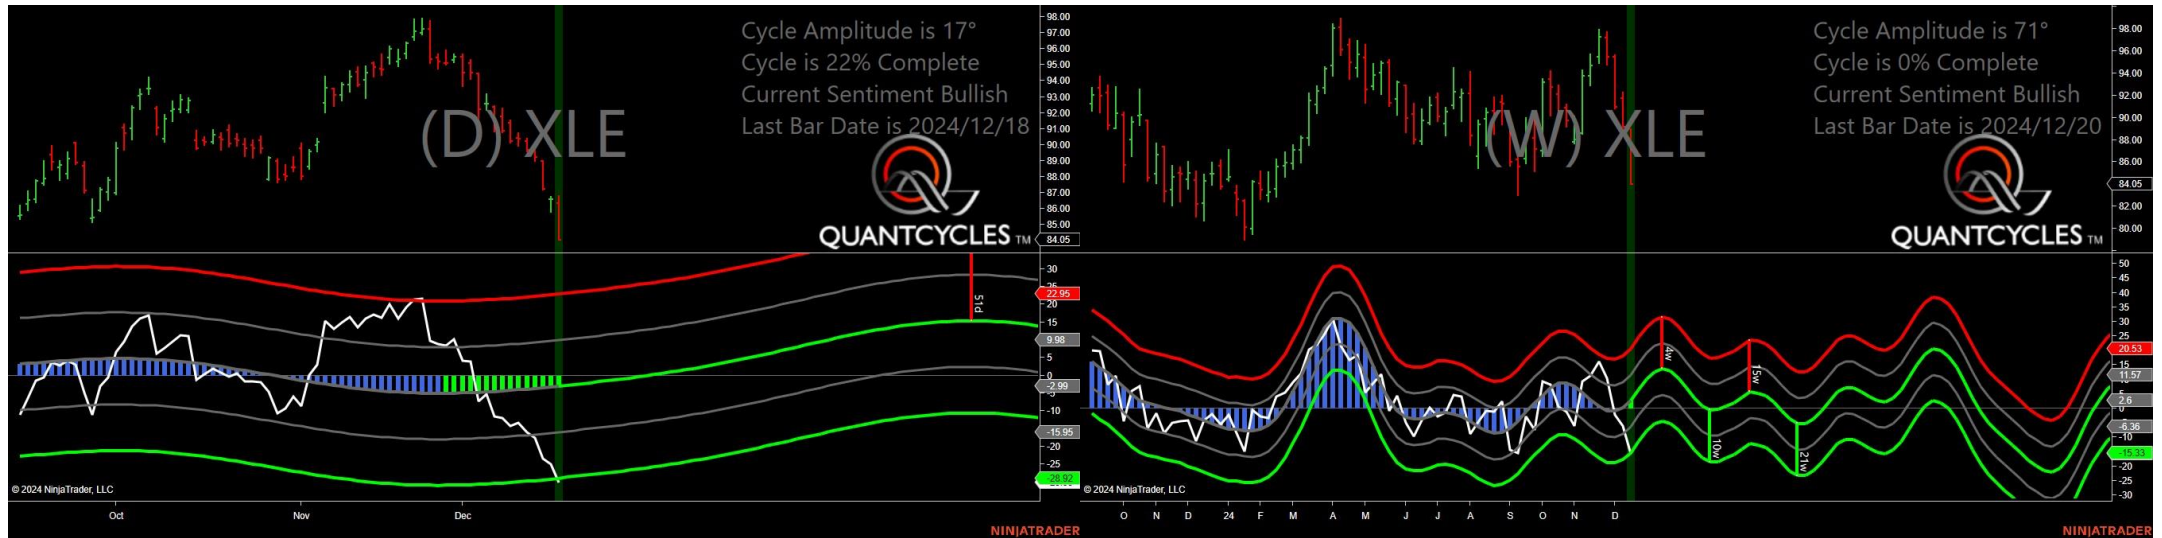 Cycle Amplitude is 17°
Cycle is 22% Complete
Current Sentiment Bullish
Last Bar Date is 2024/12/18
(D) XLE
QUANTCYCLES TM
98.00
97.00
96.00
95.00
94.00
93.00
92.00
91.00
90.00
89.00
88.00
87.00
86.00
85.00
84.05
51d
30
25
22.95
20
15
9.98
5
0
-2.99
-5
-10
-15.95
-20
-25
-28.92
© 2024 NinjaTrader, LLC
Oct
Nov
Dec
NINJATRADER
Cycle Amplitude is 71°
Cycle is 0% Complete
Current Sentiment Bullish
Last Bar Date is 2024/12/20
(W) XLE
QUANTCYCLES TM
98.00
96.00
94.00
92.00
90.00
88.00
86.00
84.05
82.00
80.00
4w
15w
10w
21w
50
45
40
35
30
25
20.53
15
11.57
5
2.6
0
-6.36
-10
-15.33
-20
-25
-30
© 2024 NinjaTrader, LLC
O N D 24 F M A M J J A S O N D
NINJATRADER